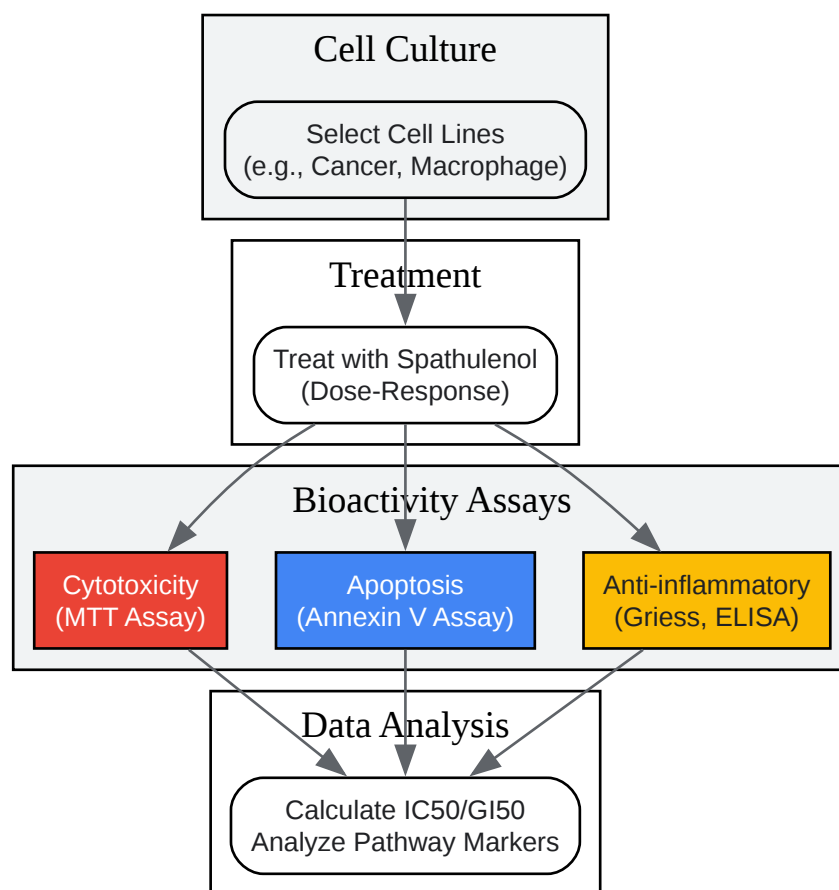 Cell Culture
Select Cell Lines
(e.g., Cancer, Macrophage)
Treatment
Treat with Spathulenol
(Dose-Response)
Bioactivity Assays
Cytotoxicity
(MTT Assay)
Apoptosis
(Annexin V Assay)
Anti-inflammatory
(Griess, ELISA)
Data Analysis
Calculate IC50/GI50
Analyze Pathway Markers